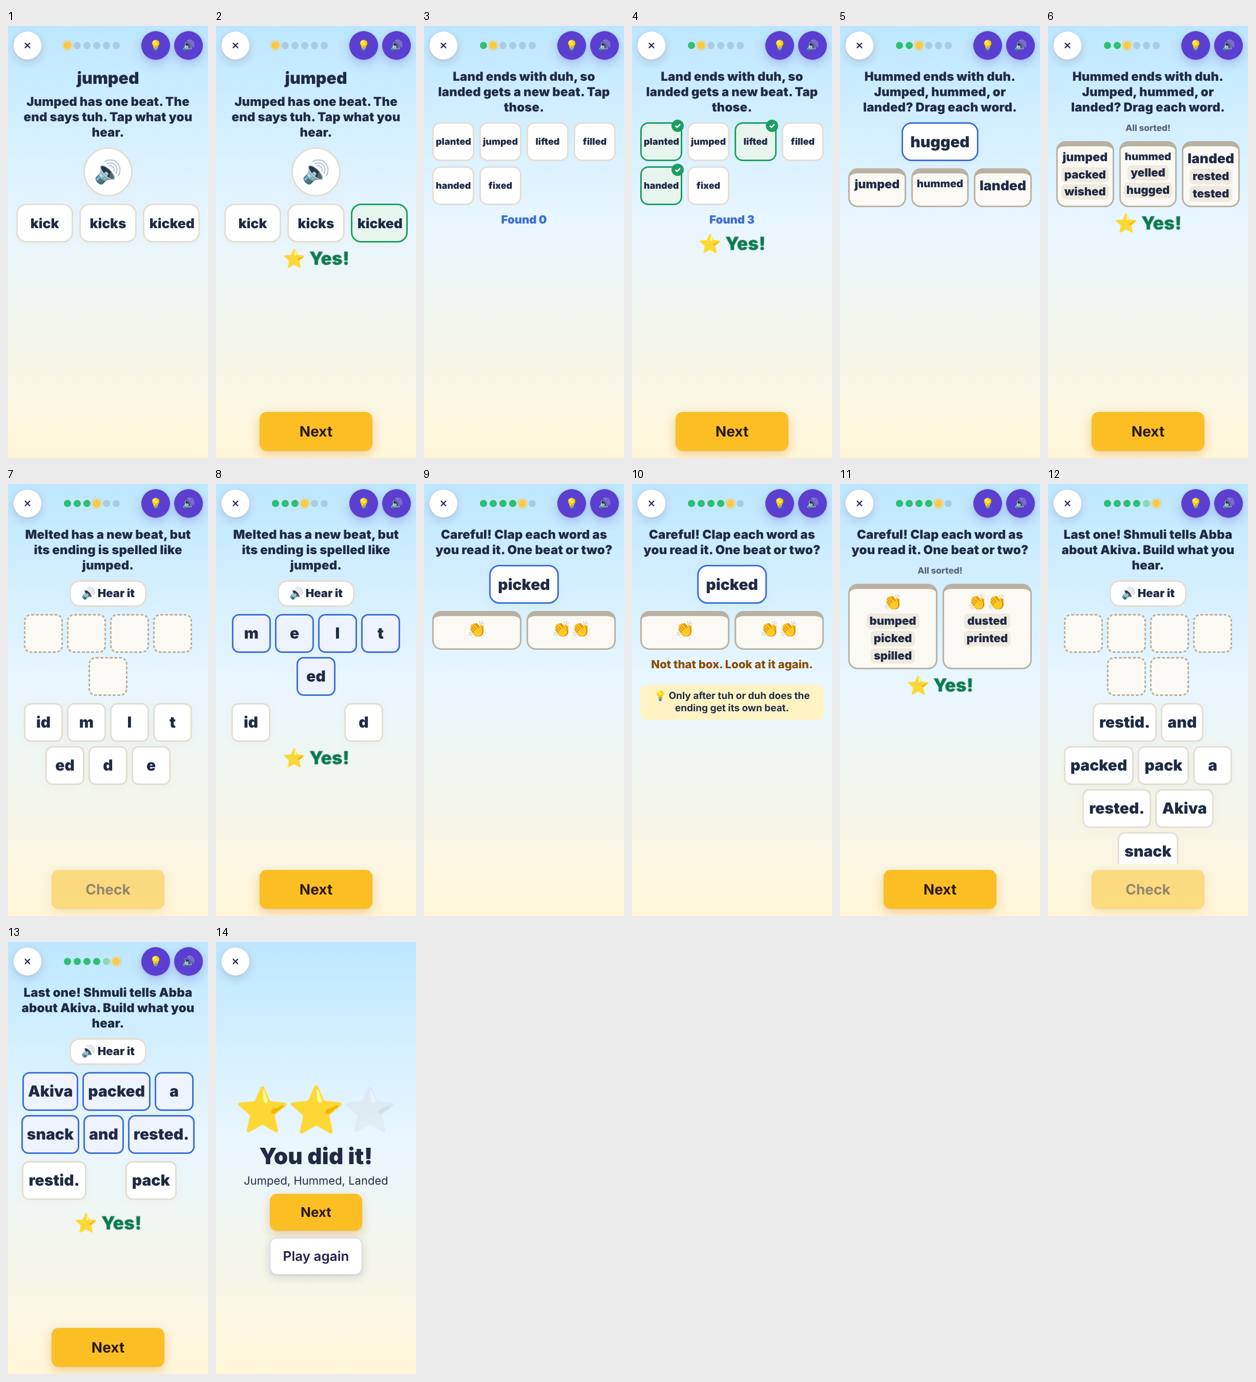 1
jumped
Jumped has one beat. The
end says tuh. Tap what you
hear.
kick
kicks
kicked
2
jumped
Jumped has one beat. The
end says tuh. Tap what you
hear.
kick
kicks
kicked
Yes!
Next
3
Land ends with duh, so
landed gets a new beat. Tap
those.
planted
jumped
lifted
filled
handed
fixed
Found 0
4
Land ends with duh, so
landed gets a new beat. Tap
those.
planted
jumped
lifted
filled
handed
fixed
Found 3
Yes!
Next
5
Hummed ends with duh.
Jumped, hummed, or
landed? Drag each word.
hugged
jumped
hummed
landed
6
Hummed ends with duh.
Jumped, hummed, or
landed? Drag each word.
All sorted!
jumped
packed
wished
hummed
yelled
hugged
landed
rested
tested
Yes!
Next
7
Melted has a new beat, but
its ending is spelled like
jumped.
Hear it
id
m
l
t
ed
d
e
Check
8
Melted has a new beat, but
its ending is spelled like
jumped.
Hear it
m
e
l
t
ed
id
d
Yes!
Next
9
Careful! Clap each word as
you read it. One beat or two?
picked
10
Careful! Clap each word as
you read it. One beat or two?
picked
Not that box. Look at it again.
Only after tuh or duh does the
ending get its own beat.
11
Careful! Clap each word as
you read it. One beat or two?
All sorted!
bumped
picked
spilled
dusted
printed
Yes!
Next
12
Last one! Shmuli tells Abba
about Akiva. Build what you
hear.
Hear it
restid.
and
packed
pack
a
rested.
Akiva
snack
Check
13
Last one! Shmuli tells Abba
about Akiva. Build what you
hear.
Hear it
Akiva
packed
a
snack
and
rested.
restid.
pack
Yes!
Next
14
You did it!
Jumped, Hummed, Landed
Next
Play again